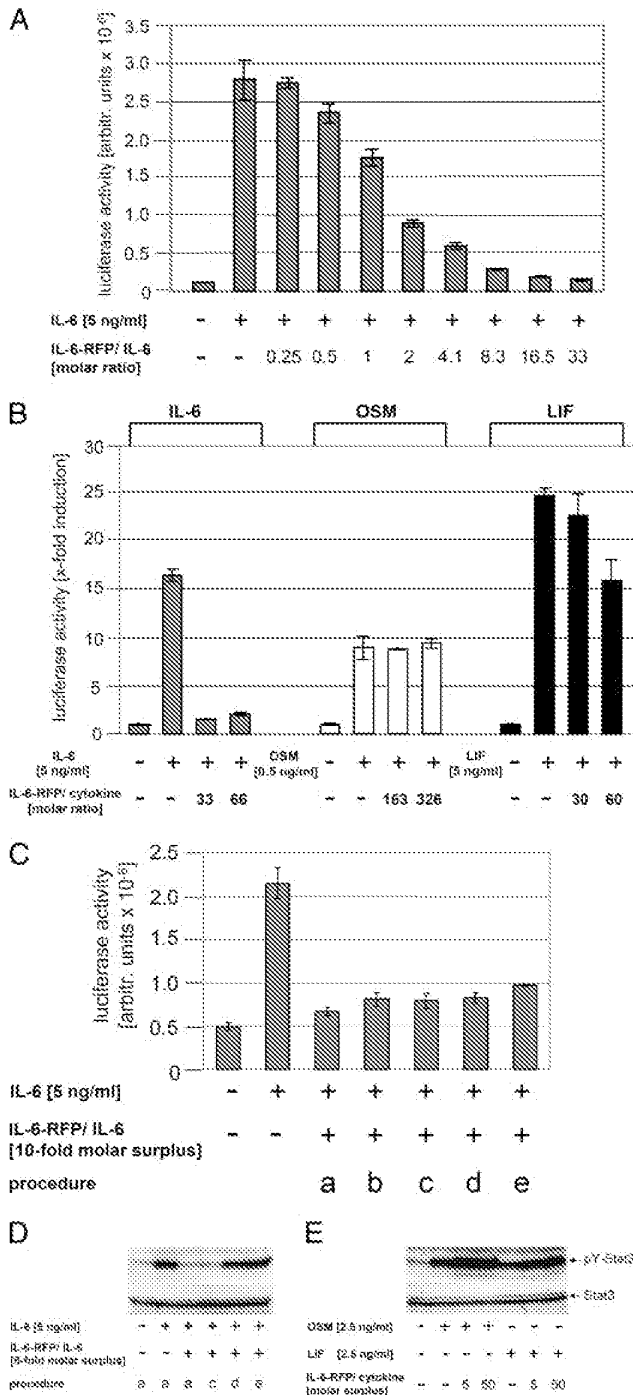 A
luciferase activity [arbitr. units x 10⁻⁶]
3.5
3.0
2.5
2.0
1.5
1.0
0.5
0
IL-6 [5 ng/ml] - + + + + + + + + +
IL-6-RFP/ IL-6 [molar ratio] - - 0.25 0.5 1 2 4.1 8.3 16.5 33
B
IL-6 OSM LIF
luciferase activity [x-fold induction]
30
25
20
15
10
5
0
IL-6 [5 ng/ml] - + + + OSM [0.5 ng/ml] - + + + LIF [5 ng/ml] - + + +
IL-6-RFP/ cytokine [molar ratio] - - 33 66 - - 163 326 - - 30 60
C
luciferase activity [arbitr. units x 10⁻⁶]
2.5
2.0
1.5
1.0
0.5
0
IL-6 [5 ng/ml] - + + + + + +
IL-6-RFP/ IL-6 [10-fold molar surplus] - - + + + + +
procedure a b c d e
D
IL-6 [5 ng/ml] - + + + + +
IL-6-RFP/ IL-6 - - + + + +
molar surplus]
procedure a a a c d e
E
pY-Stat3
Stat3
OSM [2.5 ng/ml] - + + + - - -
LIF [2.5 ng/ml] - - - - + + +
IL-6-RFP/ cytokine [molar surplus] - - 5 50 - 5 50